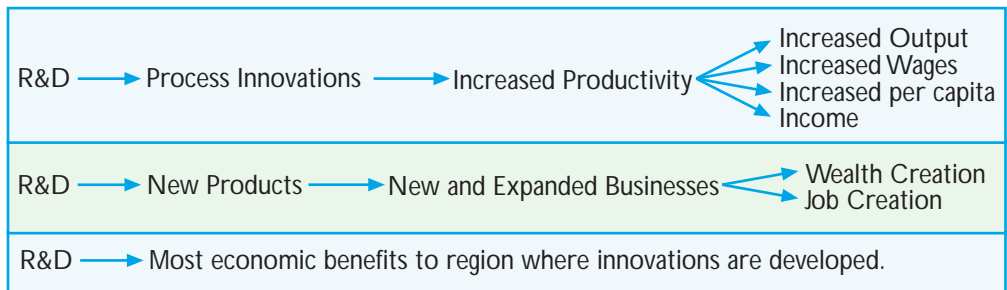 Increased Output
Increased Wages
R&D Process Innovations Increased Productivity
Increased per capita
Income
Wealth Creation
R&D New Products New and Expanded Businesses
Job Creation
R&D Most economic benefits to region where innovations are developed.